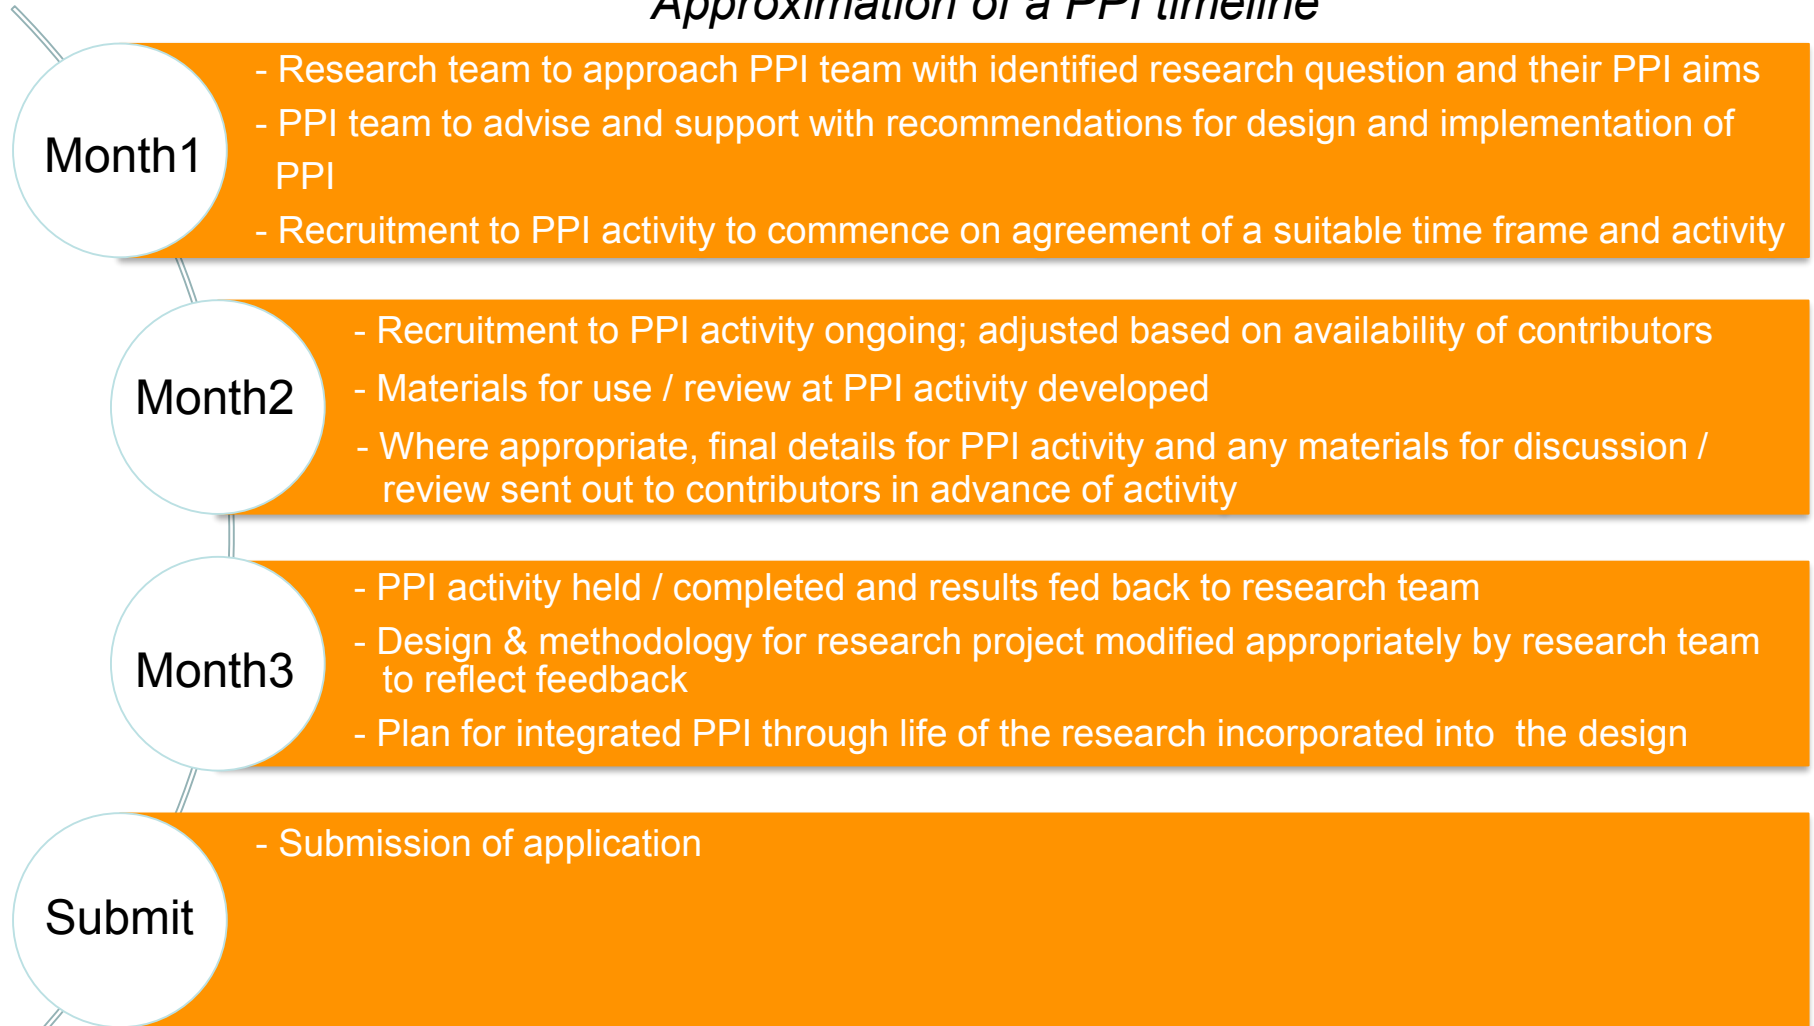 Approximation of a PPI timeline
Month1
- Research team to approach PPI team with identified research question and their PPI aims
- PPI team to advise and support with recommendations for design and implementation of
PPI
- Recruitment to PPI activity to commence on agreement of a suitable time frame and activity
Month2
- Recruitment to PPI activity ongoing; adjusted based on availability of contributors
- Materials for use / review at PPI activity developed
- Where appropriate, final details for PPI activity and any materials for discussion /
review sent out to contributors in advance of activity
Month3
- PPI activity held / completed and results fed back to research team
- Design & methodology for research project modified appropriately by research team
to reflect feedback
- Plan for integrated PPI through life of the research incorporated into  the design
Submit
- Submission of application